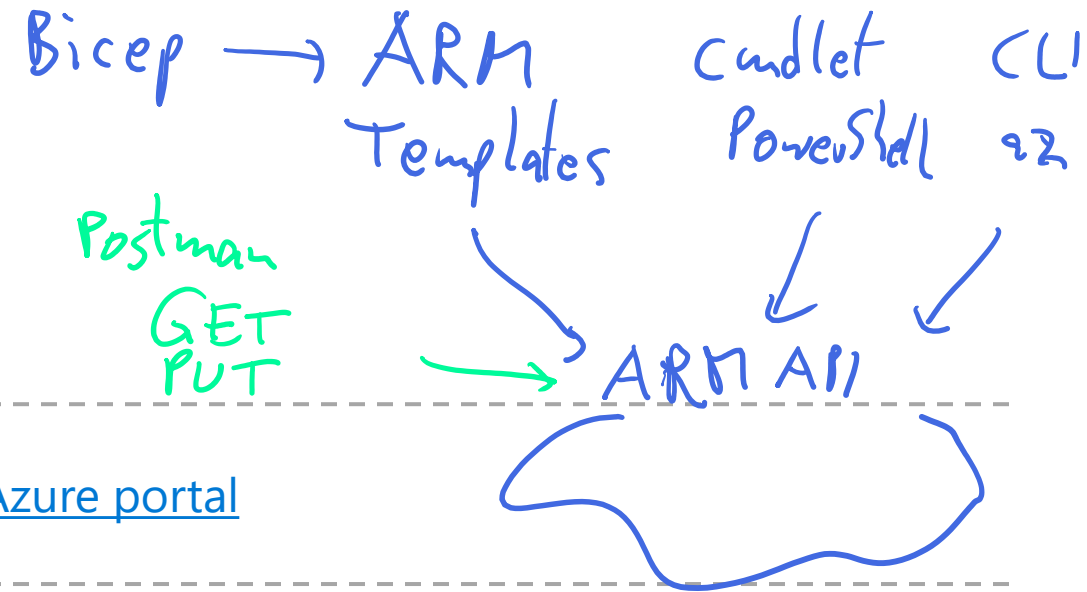 Bicep → ARM Templates
Cmdlet PowerShell
CLI az
Postman
GET
PUT
ARM API
Azure portal